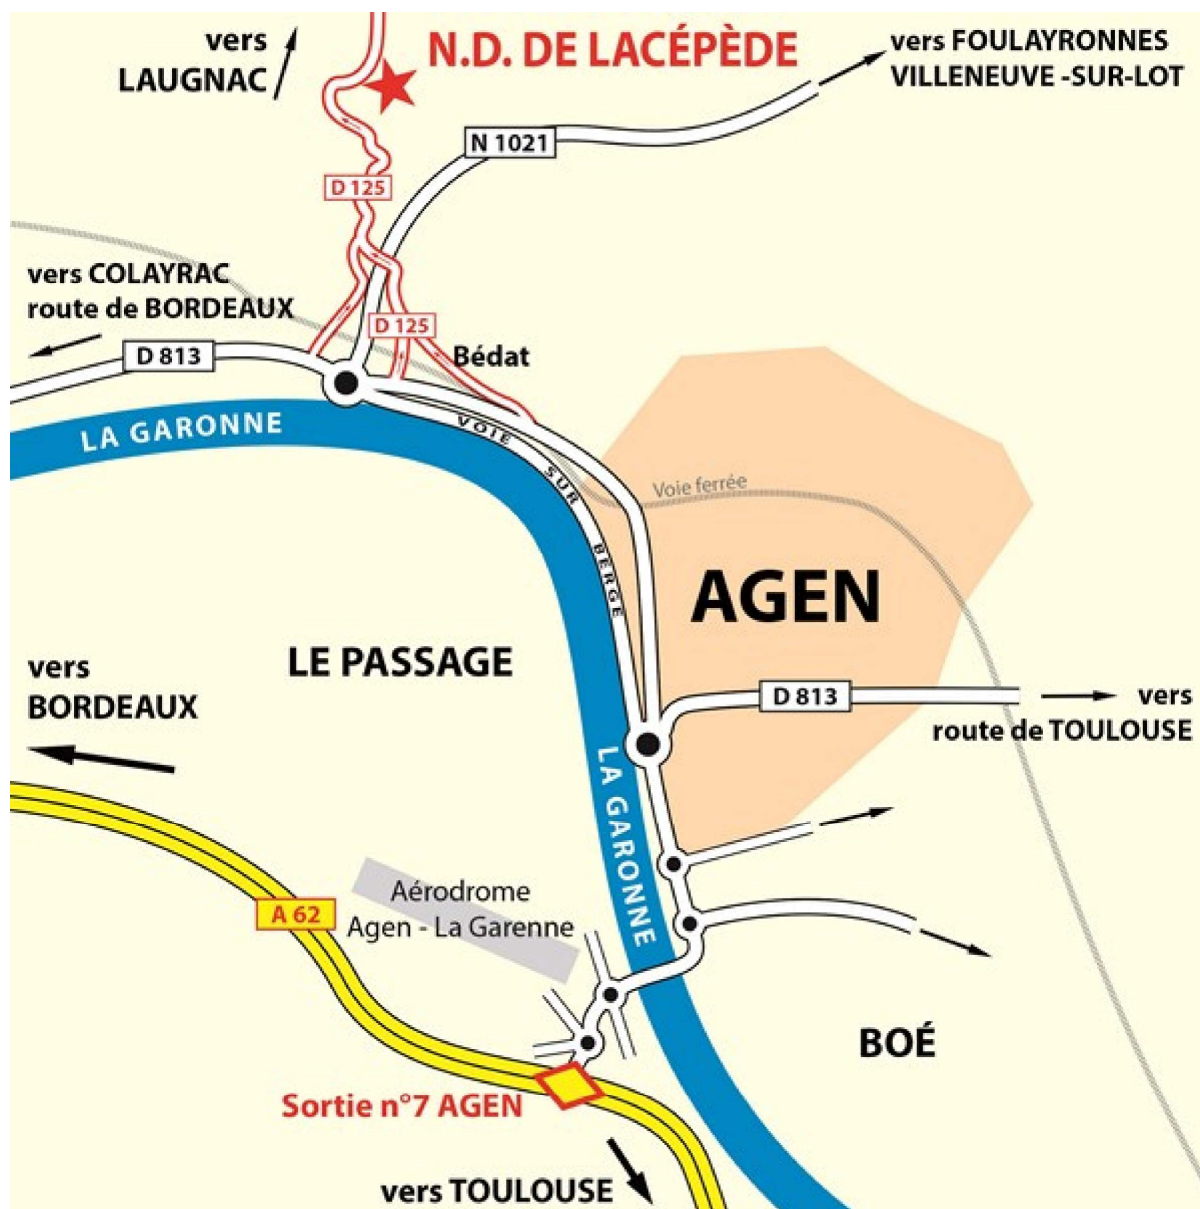 vers
LAUGNAC
N.D. DE LACÉPÈDE
vers FOULAYRONNES
VILLENEUVE -SUR-LOT
N 1021
D 125
vers COLAYRAC
route de BORDEAUX
D 125
D 813
Bédat
LA GARONNE
VOIE SUR BERGE
Voie ferrée
AGEN
LE PASSAGE
vers
BORDEAUX
D 813
vers
route de TOULOUSE
LA GARONNE
A 62
Aérodrome
Agen - La Garenne
BOÉ
Sortie n°7 AGEN
vers TOULOUSE